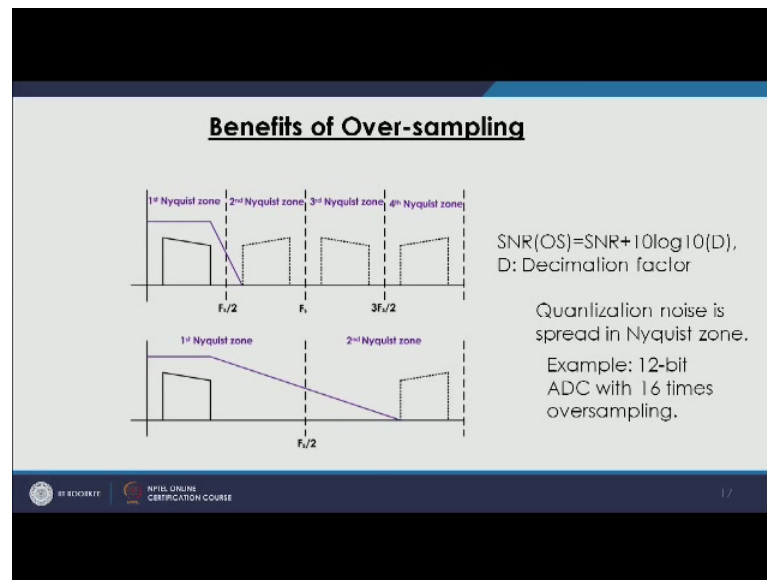 Benefits of Over-sampling
1st Nyquist zone
2nd Nyquist zone
3rd Nyquist zone
4th Nyquist zone
Fs/2
Fs
3Fs/2
SNR(OS)=SNR+10log10(D),
D: Decimation factor
Quantization noise is
spread in Nyquist zone.
Example: 12-bit
ADC with 16 times
oversampling.
1st Nyquist zone
2nd Nyquist zone
Fs/2
IIT ROORKEE
NPTEL ONLINE
CERTIFICATION COURSE
17